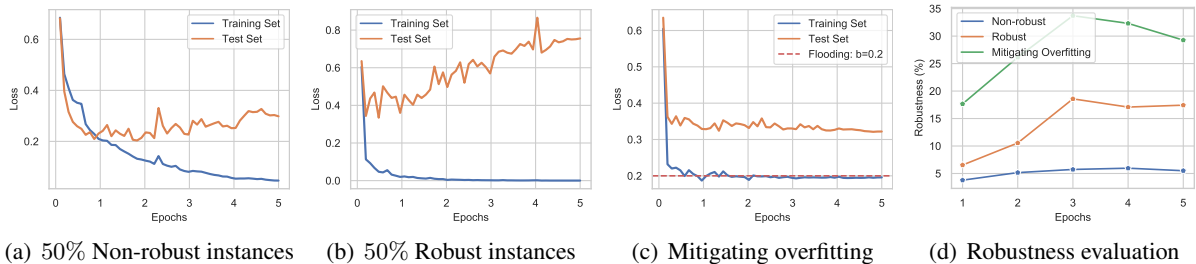 Training Set
Test Set
Loss
0.6
0.4
0.2
0 1 2 3 4 5
Epochs
(a) 50% Non-robust instances
Training Set
Test Set
Loss
0.8
0.6
0.4
0.2
0.0
0 1 2 3 4 5
Epochs
(b) 50% Robust instances
Training Set
Test Set
Flooding: b=0.2
Loss
0.6
0.5
0.4
0.3
0.2
0 1 2 3 4 5
Epochs
(c) Mitigating overfitting
Non-robust
Robust
Mitigating Overfitting
Robustness (%)
35
30
25
20
15
10
5
1 2 3 4 5
Epochs
(d) Robustness evaluation